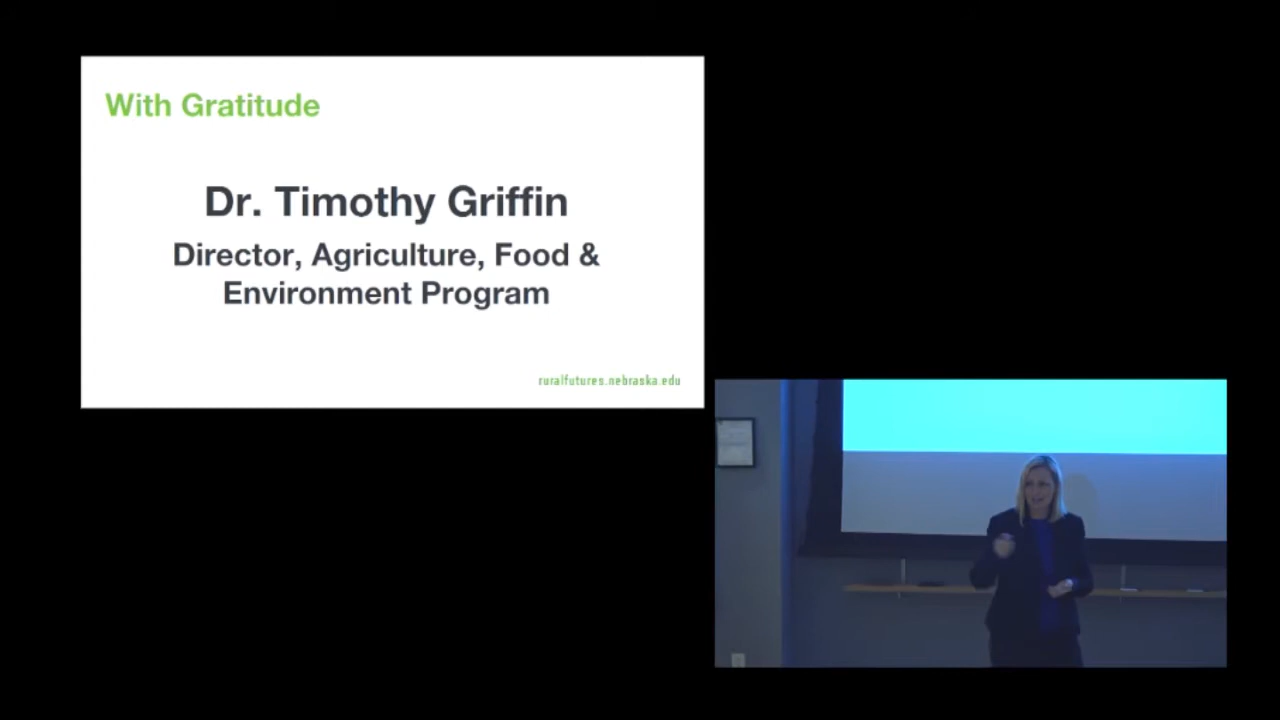 With Gratitude
Dr. Timothy Griffin
Director, Agriculture, Food &
Environment Program
ruralfutures.nebraska.edu